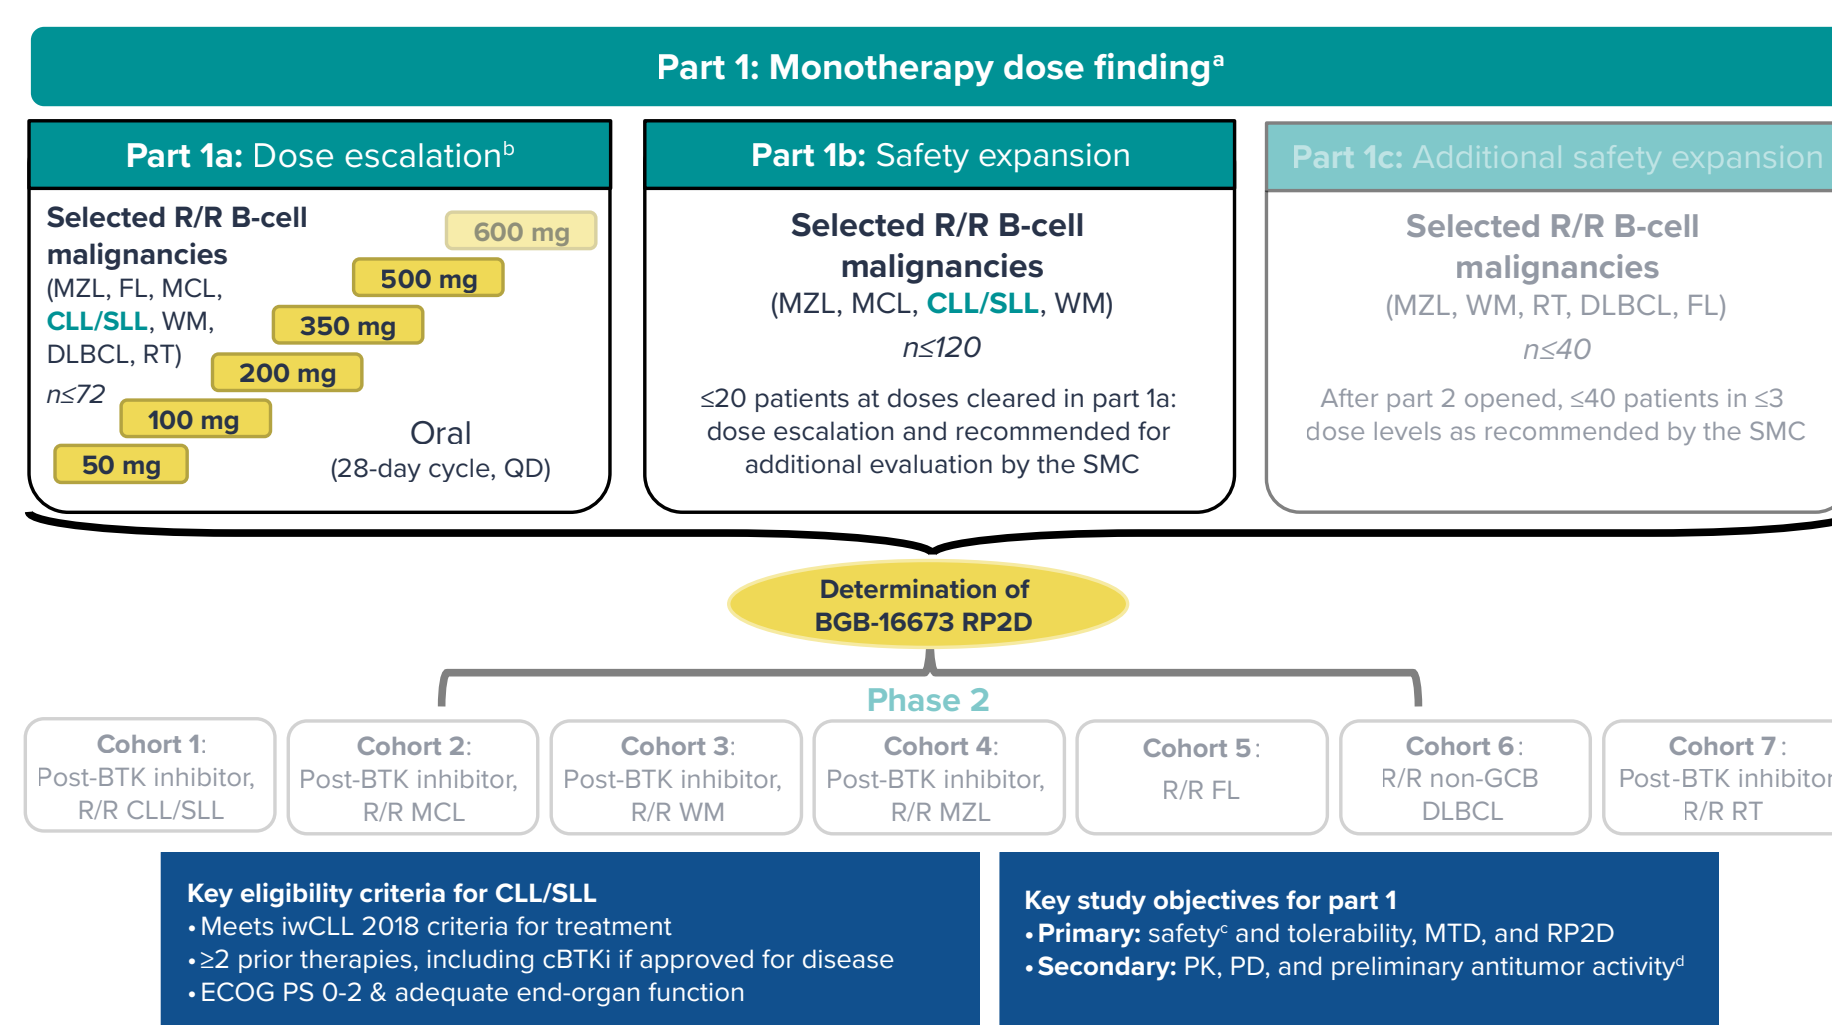 Part 1: Monotherapy dose findingᵃ
Part 1a: Dose escalationᵇ
Selected R/R B-cell
malignancies
(MZL, FL, MCL,
CLL/SLL, WM,
DLBCL, RT)
n≤72
600 mg
500 mg
350 mg
200 mg
100 mg
50 mg
Oral
(28-day cycle, QD)
Part 1b: Safety expansion
Selected R/R B-cell
malignancies
(MZL, MCL, CLL/SLL, WM)
n≤120
≤20 patients at doses cleared in part 1a:
dose escalation and recommended for
additional evaluation by the SMC
Part 1c: Additional safety expansion
Selected R/R B-cell
malignancies
(MZL, WM, RT, DLBCL, FL)
n≤40
After part 2 opened, ≤40 patients in ≤3
dose levels as recommended by the SMC
Determination of
BGB-16673 RP2D
Phase 2
Cohort 1:
Post-BTK inhibitor,
R/R CLL/SLL
Cohort 2:
Post-BTK inhibitor,
R/R MCL
Cohort 3:
Post-BTK inhibitor,
R/R WM
Cohort 4:
Post-BTK inhibitor,
R/R MZL
Cohort 5:
R/R FL
Cohort 6:
R/R non-GCB
DLBCL
Cohort 7:
Post-BTK inhibitor
R/R RT
Key eligibility criteria for CLL/SLL
• Meets iwCLL 2018 criteria for treatment
• ≥2 prior therapies, including cBTKi if approved for disease
• ECOG PS 0-2 & adequate end-organ function
Key study objectives for part 1
• Primary: safetyᶜ and tolerability, MTD, and RP2D
• Secondary: PK, PD, and preliminary antitumor activityᵈ